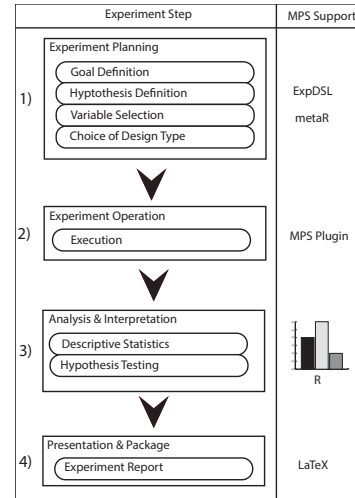 Experiment Step MPS Support
Experiment Planning
Goal Definition
1) Hyptothesis Definition ExpDSL
Variable Selection metaR
Choice of Design Type
Experiment Operation
2) Execution MPS Plugin
Analysis & Interpretation
Descriptive Statistics
3) Hypothesis Testing
R
Presentation & Package
4) Experiment Report LaTeX